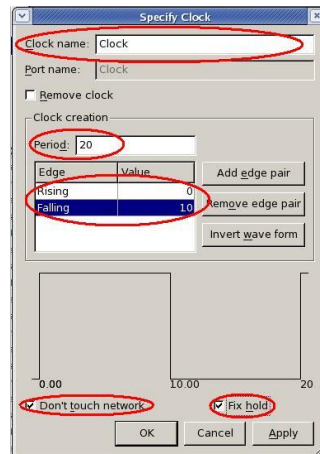 Specify Clock
Clock name: Clock
Port name: Clock
Remove clock
Clock creation
Period: 20
Edge Value
Rising 0
Falling 10
Add edge pair
Remove edge pair
Invert wave form
0.00 10.00 20
Don't touch network Fix hold
OK Cancel Apply